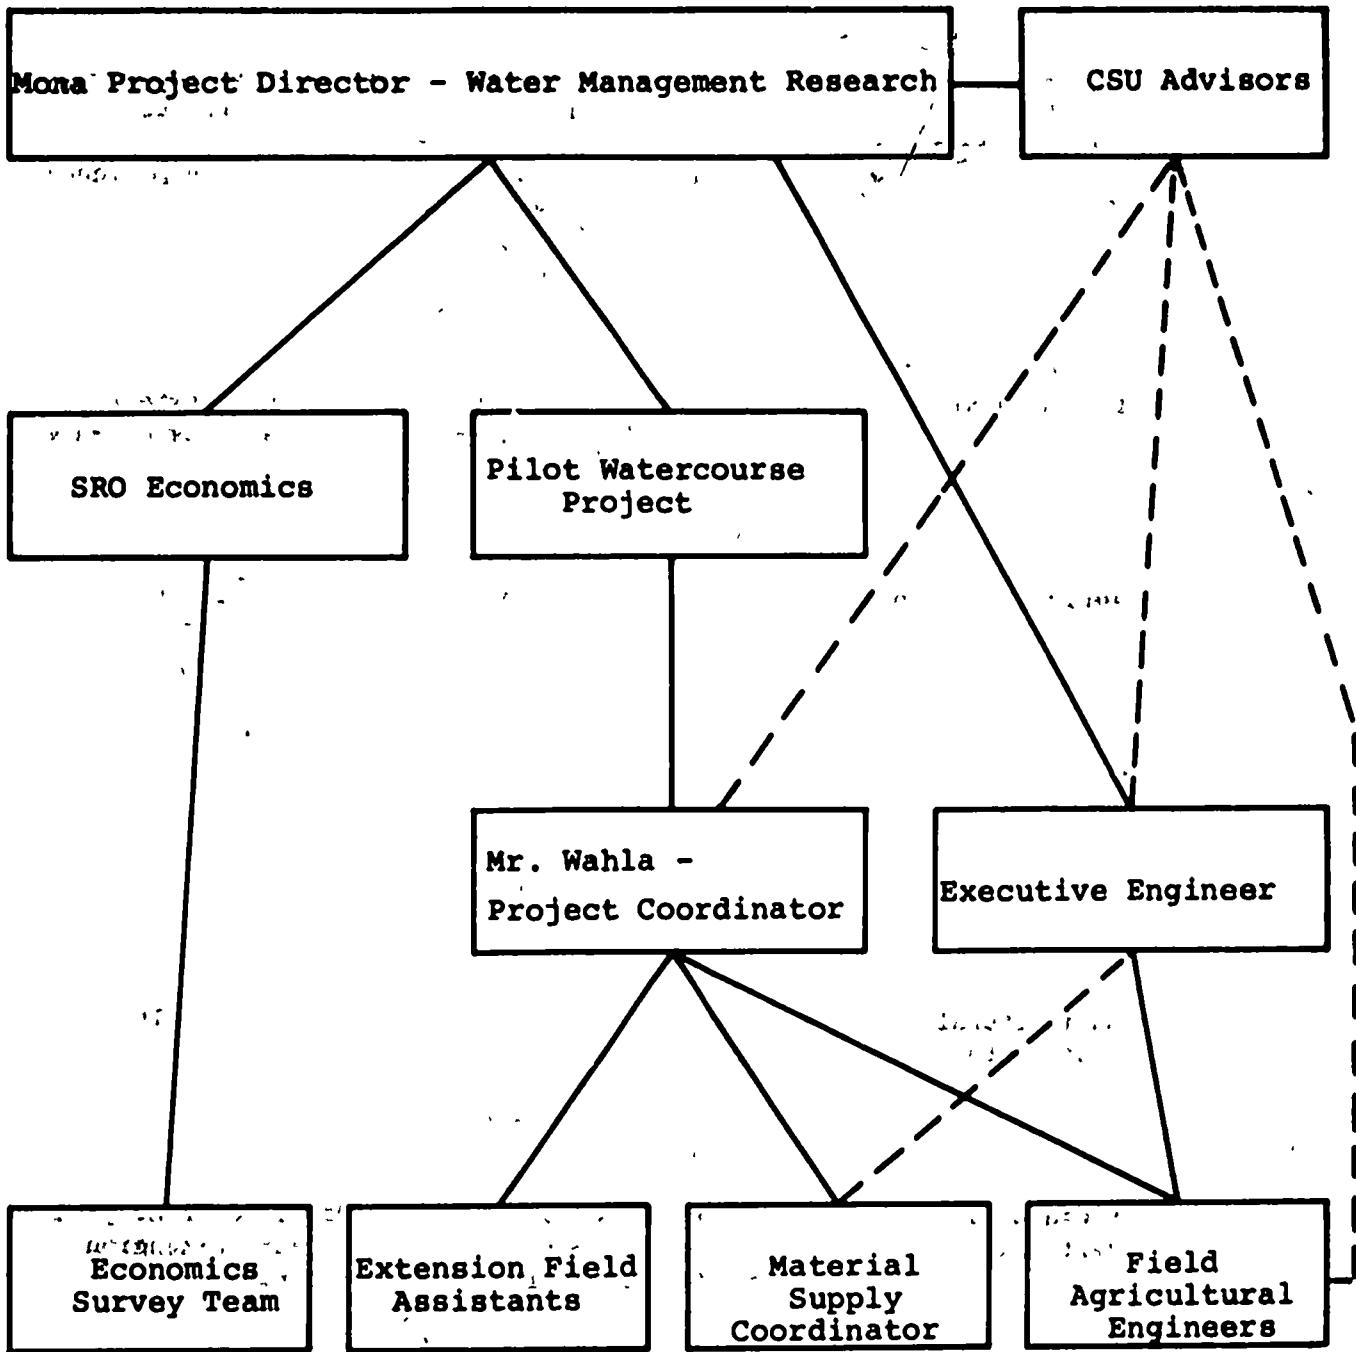 Mona Project Director - Water Management Research
CSU Advisors
SRO Economics
Pilot Watercourse
Project
Mr. Wahla -
Project Coordinator
Executive Engineer
Economics
Survey Team
Extension Field
Assistants
Material
Supply
Coordinator
Field
Agricultural
Engineers